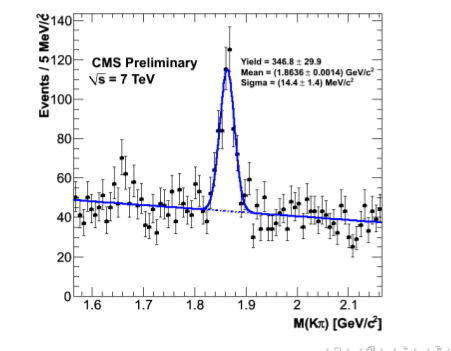 Events / 5 MeV/c²
140
120
100
80
60
40
20
0
CMS Preliminary
√s = 7 TeV
Yield = 346.8 ± 29.9
Mean = (1.8636 ± 0.0014) GeV/c²
Sigma = (14.4 ± 1.4) MeV/c²
1.6 1.7 1.8 1.9 2 2.1
M(Kπ) [GeV/c²]